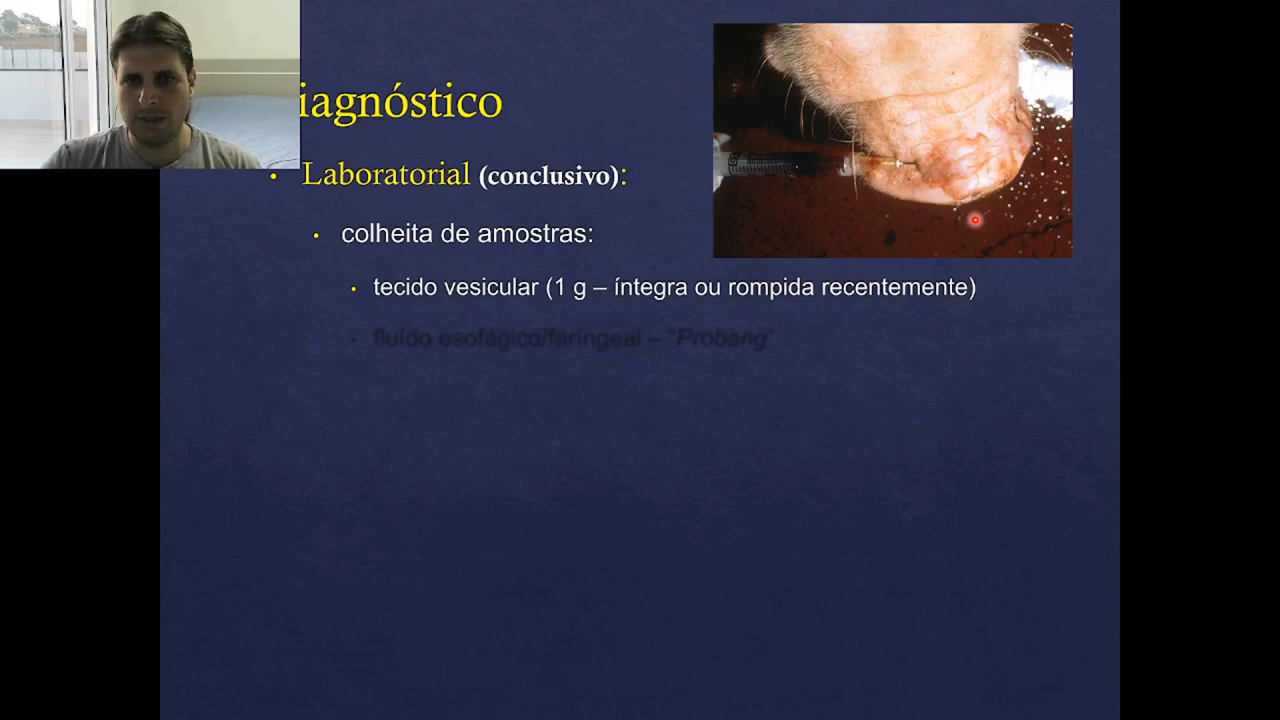 iagnóstico
• Laboratorial (conclusivo):
• colheita de amostras:
• tecido vesicular (1 g – íntegra ou rompida recentemente)
• fluído esofágico/faríngeal – "Probang"